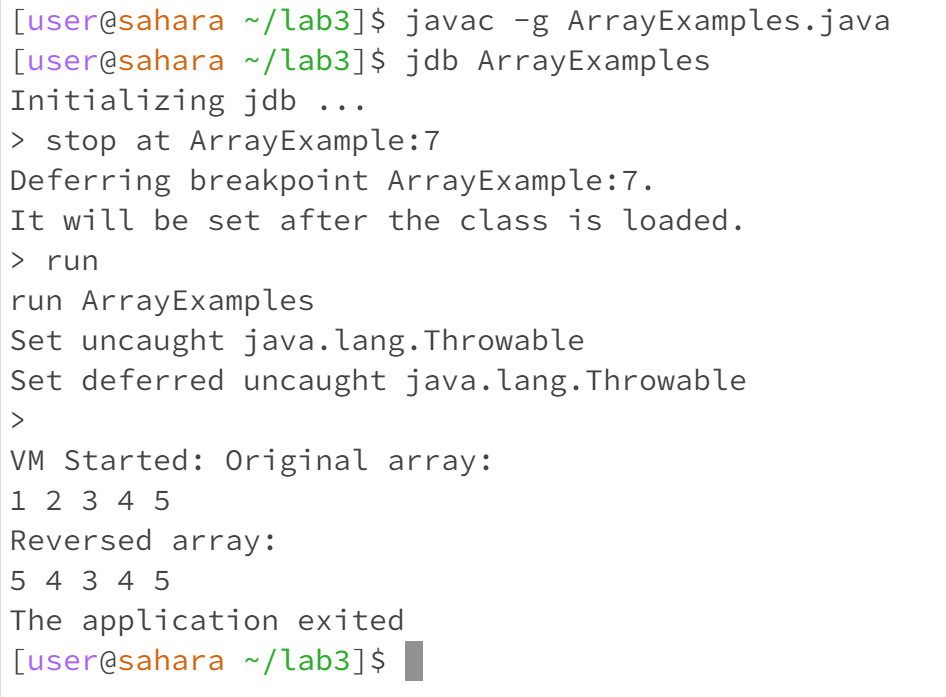 [user@sahara ~/lab3]$ javac -g ArrayExamples.java
[user@sahara ~/lab3]$ jdb ArrayExamples
Initializing jdb ...
> stop at ArrayExample:7
Deferring breakpoint ArrayExample:7.
It will be set after the class is loaded.
> run
run ArrayExamples
Set uncaught java.lang.Throwable
Set deferred uncaught java.lang.Throwable
>
VM Started: Original array:
1 2 3 4 5
Reversed array:
5 4 3 4 5
The application exited
[user@sahara ~/lab3]$